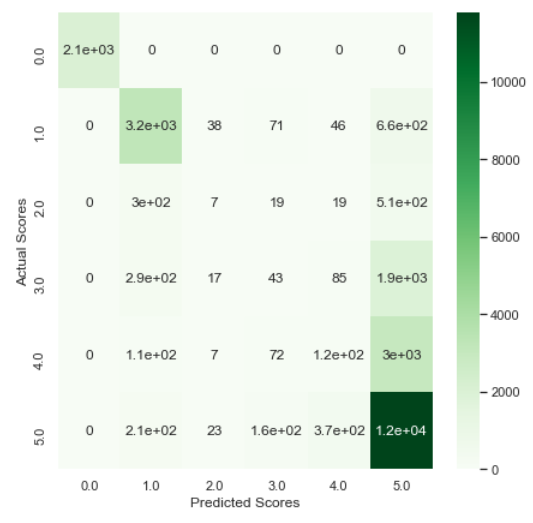 0.0 2.1e+03 0 0 0 0 0
1.0 0 3.2e+03 38 71 46 6.6e+02
2.0 0 3e+02 7 19 19 5.1e+02
3.0 0 2.9e+02 17 43 85 1.9e+03
4.0 0 1.1e+02 7 72 1.2e+02 3e+03
5.0 0 2.1e+02 23 1.6e+02 3.7e+02 1.2e+04
0.0 1.0 2.0 3.0 4.0 5.0
Predicted Scores
Actual Scores
10000
8000
6000
4000
2000
0